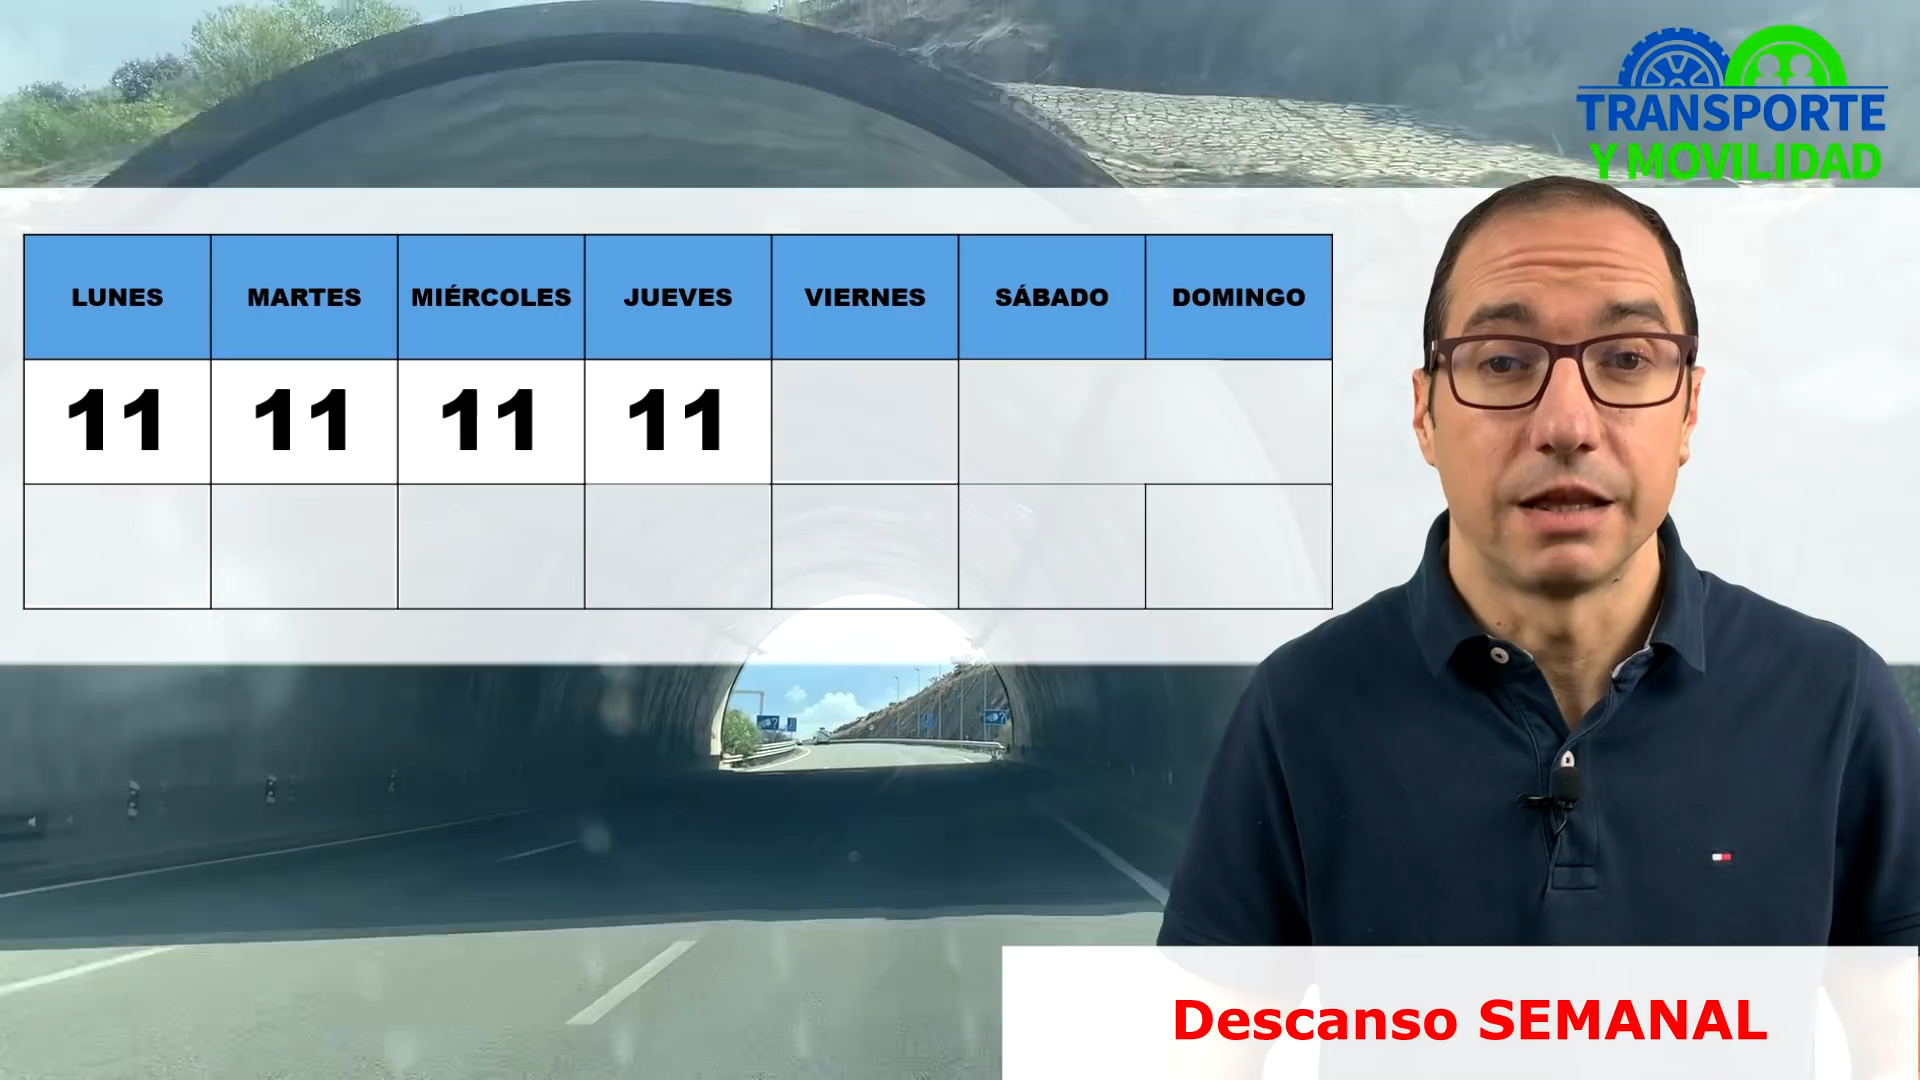 TRANSPORTE
Y MOVILIDAD
LUNES MARTES MIÉRCOLES JUEVES VIERNES SÁBADO DOMINGO
11 11 11 11
Descanso SEMANAL